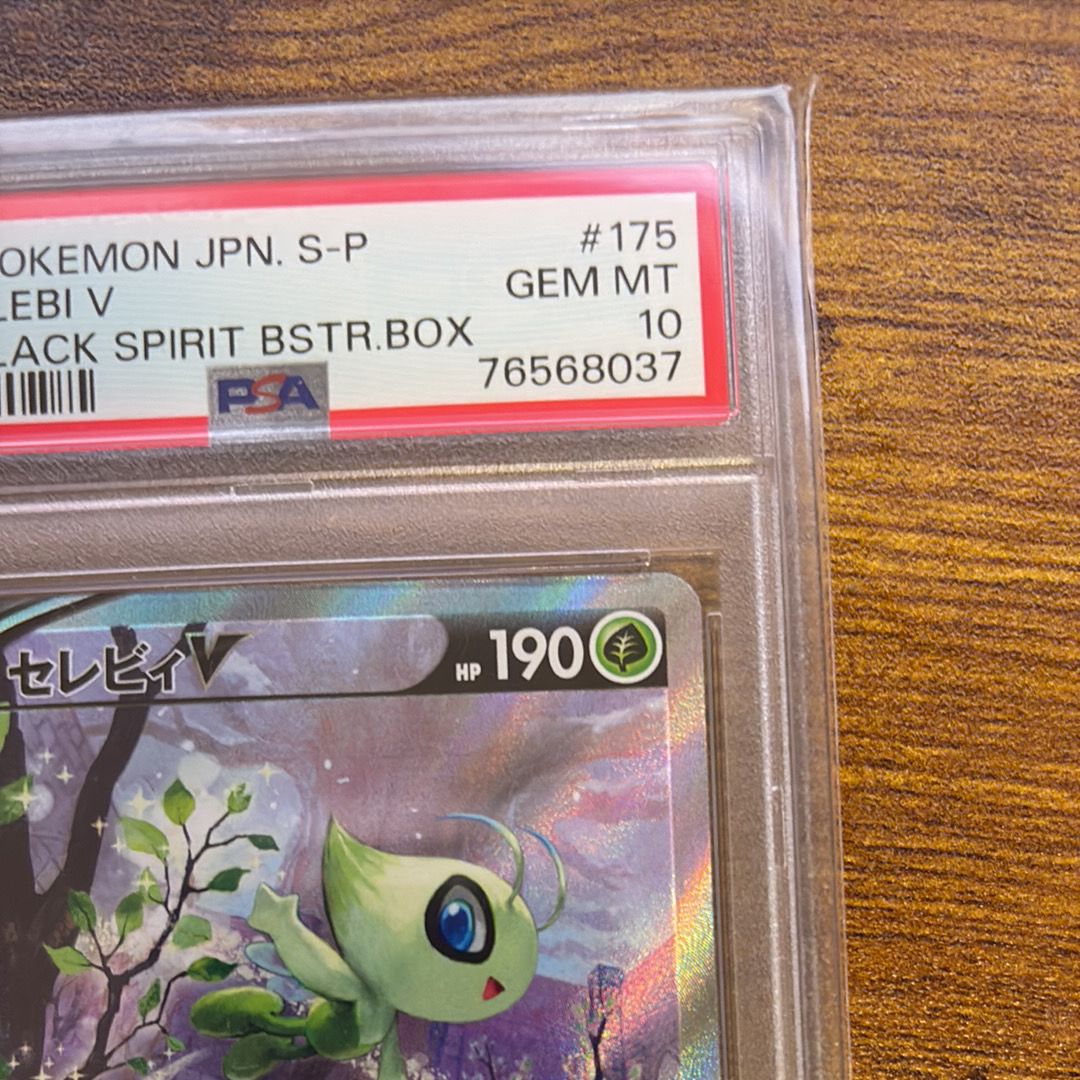 OKEMON JPN. S-P #175
LEBI V GEM MT
LACK SPIRIT BSTR.BOX 10
PSA 76568037
セレビィV HP 190